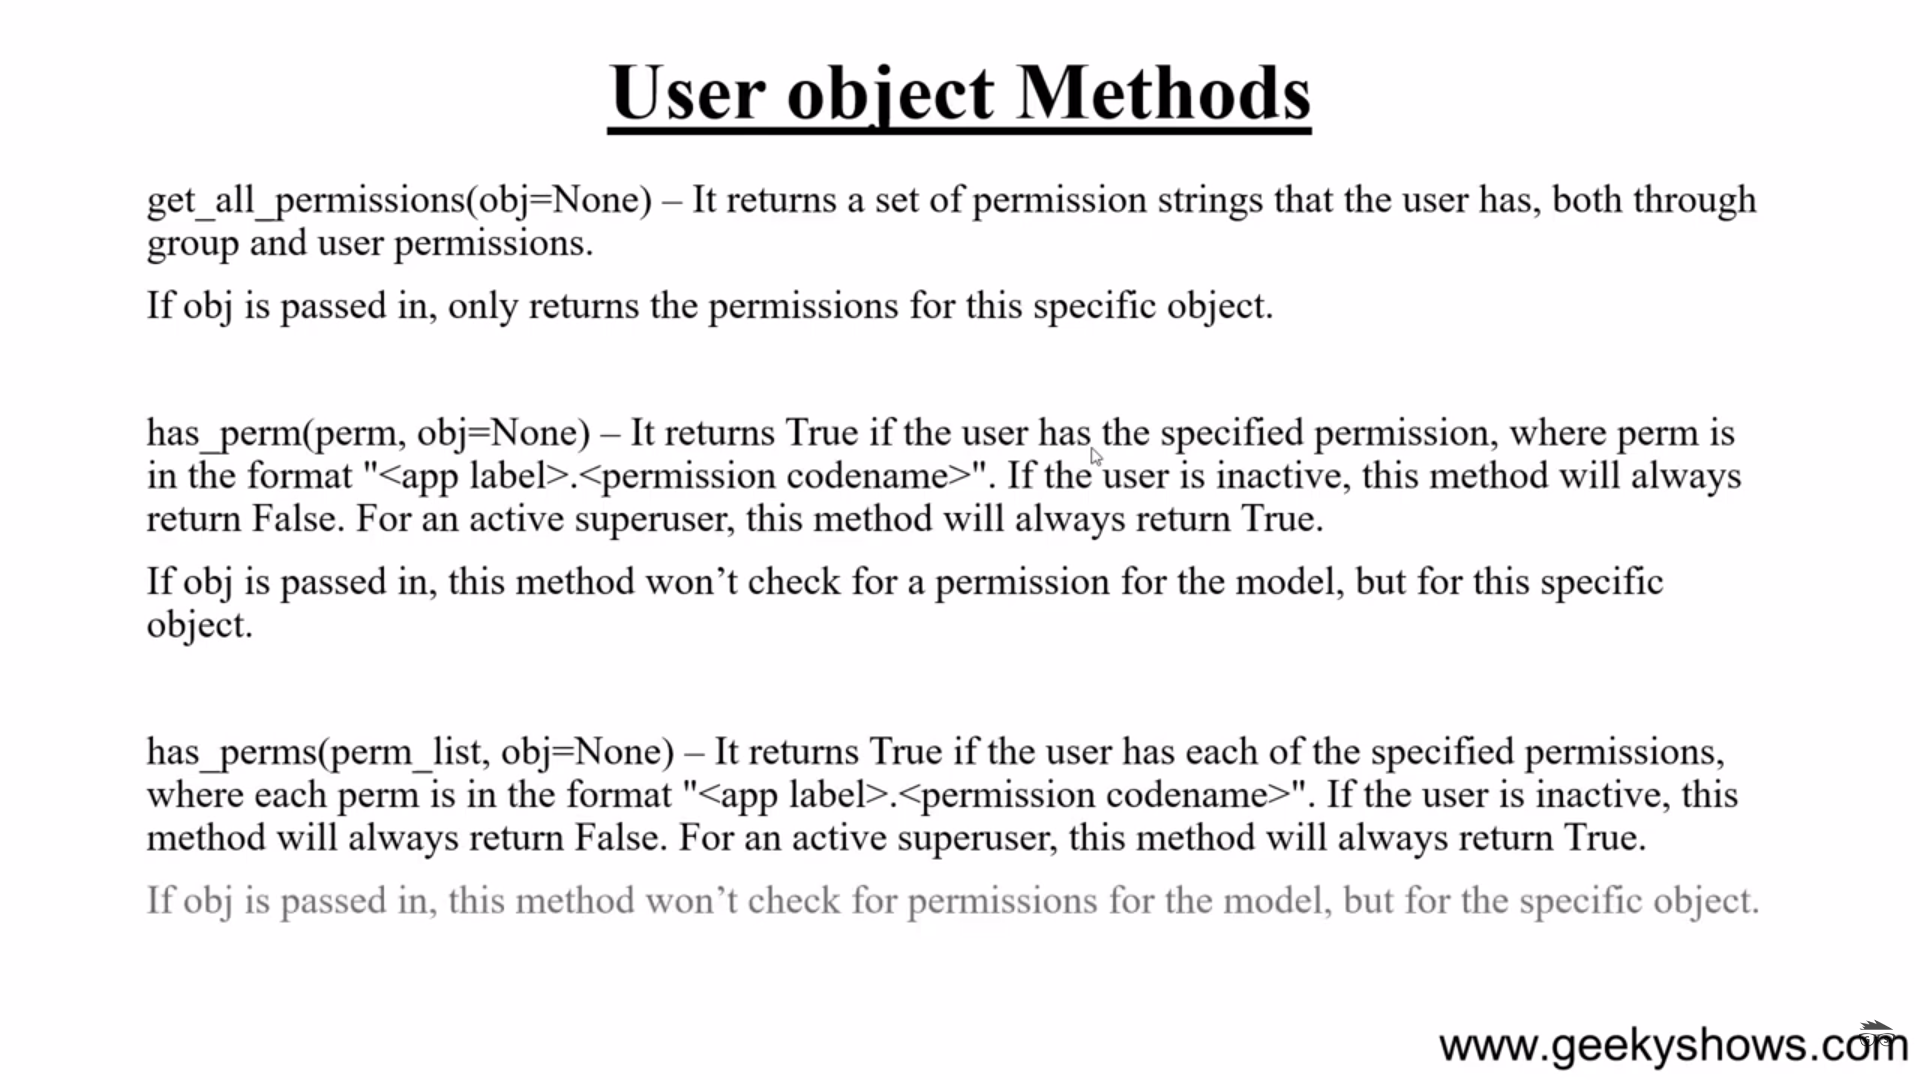 User object Methods
get_all_permissions(obj=None) – It returns a set of permission strings that the user has, both through
group and user permissions.
If obj is passed in, only returns the permissions for this specific object.
has_perm(perm, obj=None) – It returns True if the user has the specified permission, where perm is
in the format "<app label>.<permission codename>". If the user is inactive, this method will always
return False. For an active superuser, this method will always return True.
If obj is passed in, this method won’t check for a permission for the model, but for this specific
object.
has_perms(perm_list, obj=None) – It returns True if the user has each of the specified permissions,
where each perm is in the format "<app label>.<permission codename>". If the user is inactive, this
method will always return False. For an active superuser, this method will always return True.
If obj is passed in, this method won’t check for permissions for the model, but for the specific object.
www.geekyshows.com